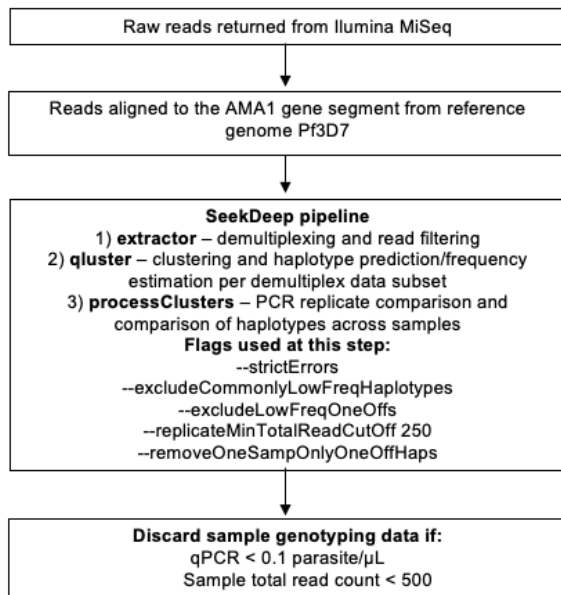 Raw reads returned from Ilumina MiSeq
Reads aligned to the AMA1 gene segment from reference
genome Pf3D7
SeekDeep pipeline
1) extractor – demultiplexing and read filtering
2) qluster – clustering and haplotype prediction/frequency
estimation per demultiplex data subset
3) processClusters – PCR replicate comparison and
comparison of haplotypes across samples
Flags used at this step:
--strictErrors
--excludeCommonlyLowFreqHaplotypes
--excludeLowFreqOneOffs
--replicateMinTotalReadCutOff 250
--removeOneSampOnlyOneOffHaps
Discard sample genotyping data if:
qPCR < 0.1 parasite/µL
Sample total read count < 500